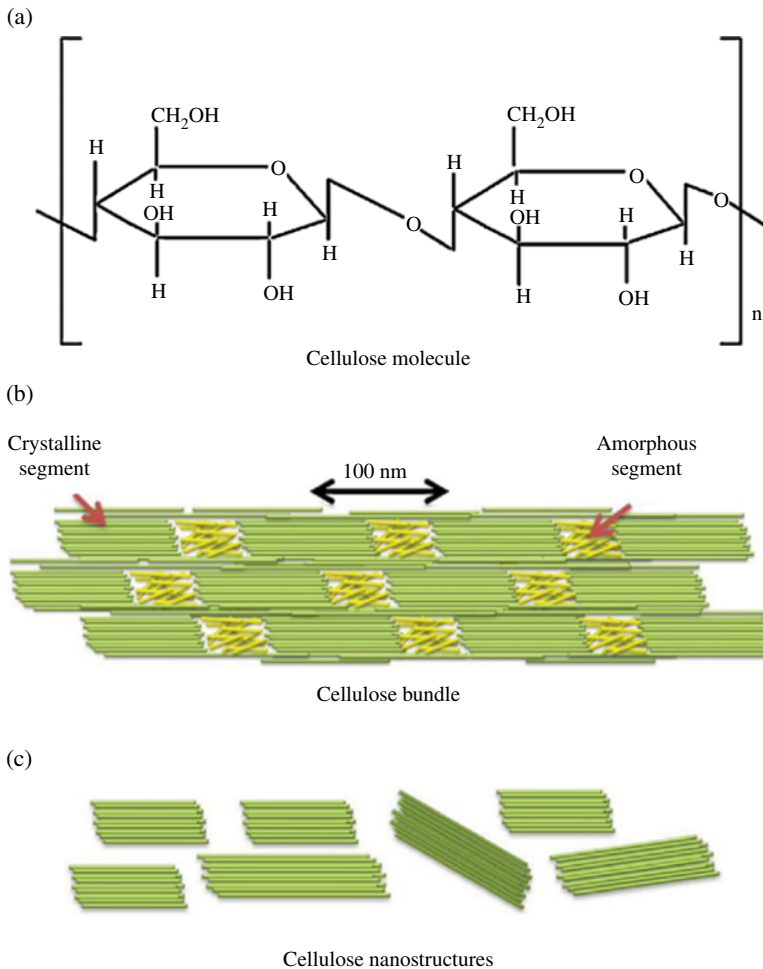 (a)
CH₂OH
CH₂OH
H
O
H
O
H
H
OH
H
OH
H
O
O
H
H
H
OH
H
OH
n
Cellulose molecule
(b)
Crystalline
segment
100 nm
Amorphous
segment
Cellulose bundle
(c)
Cellulose nanostructures